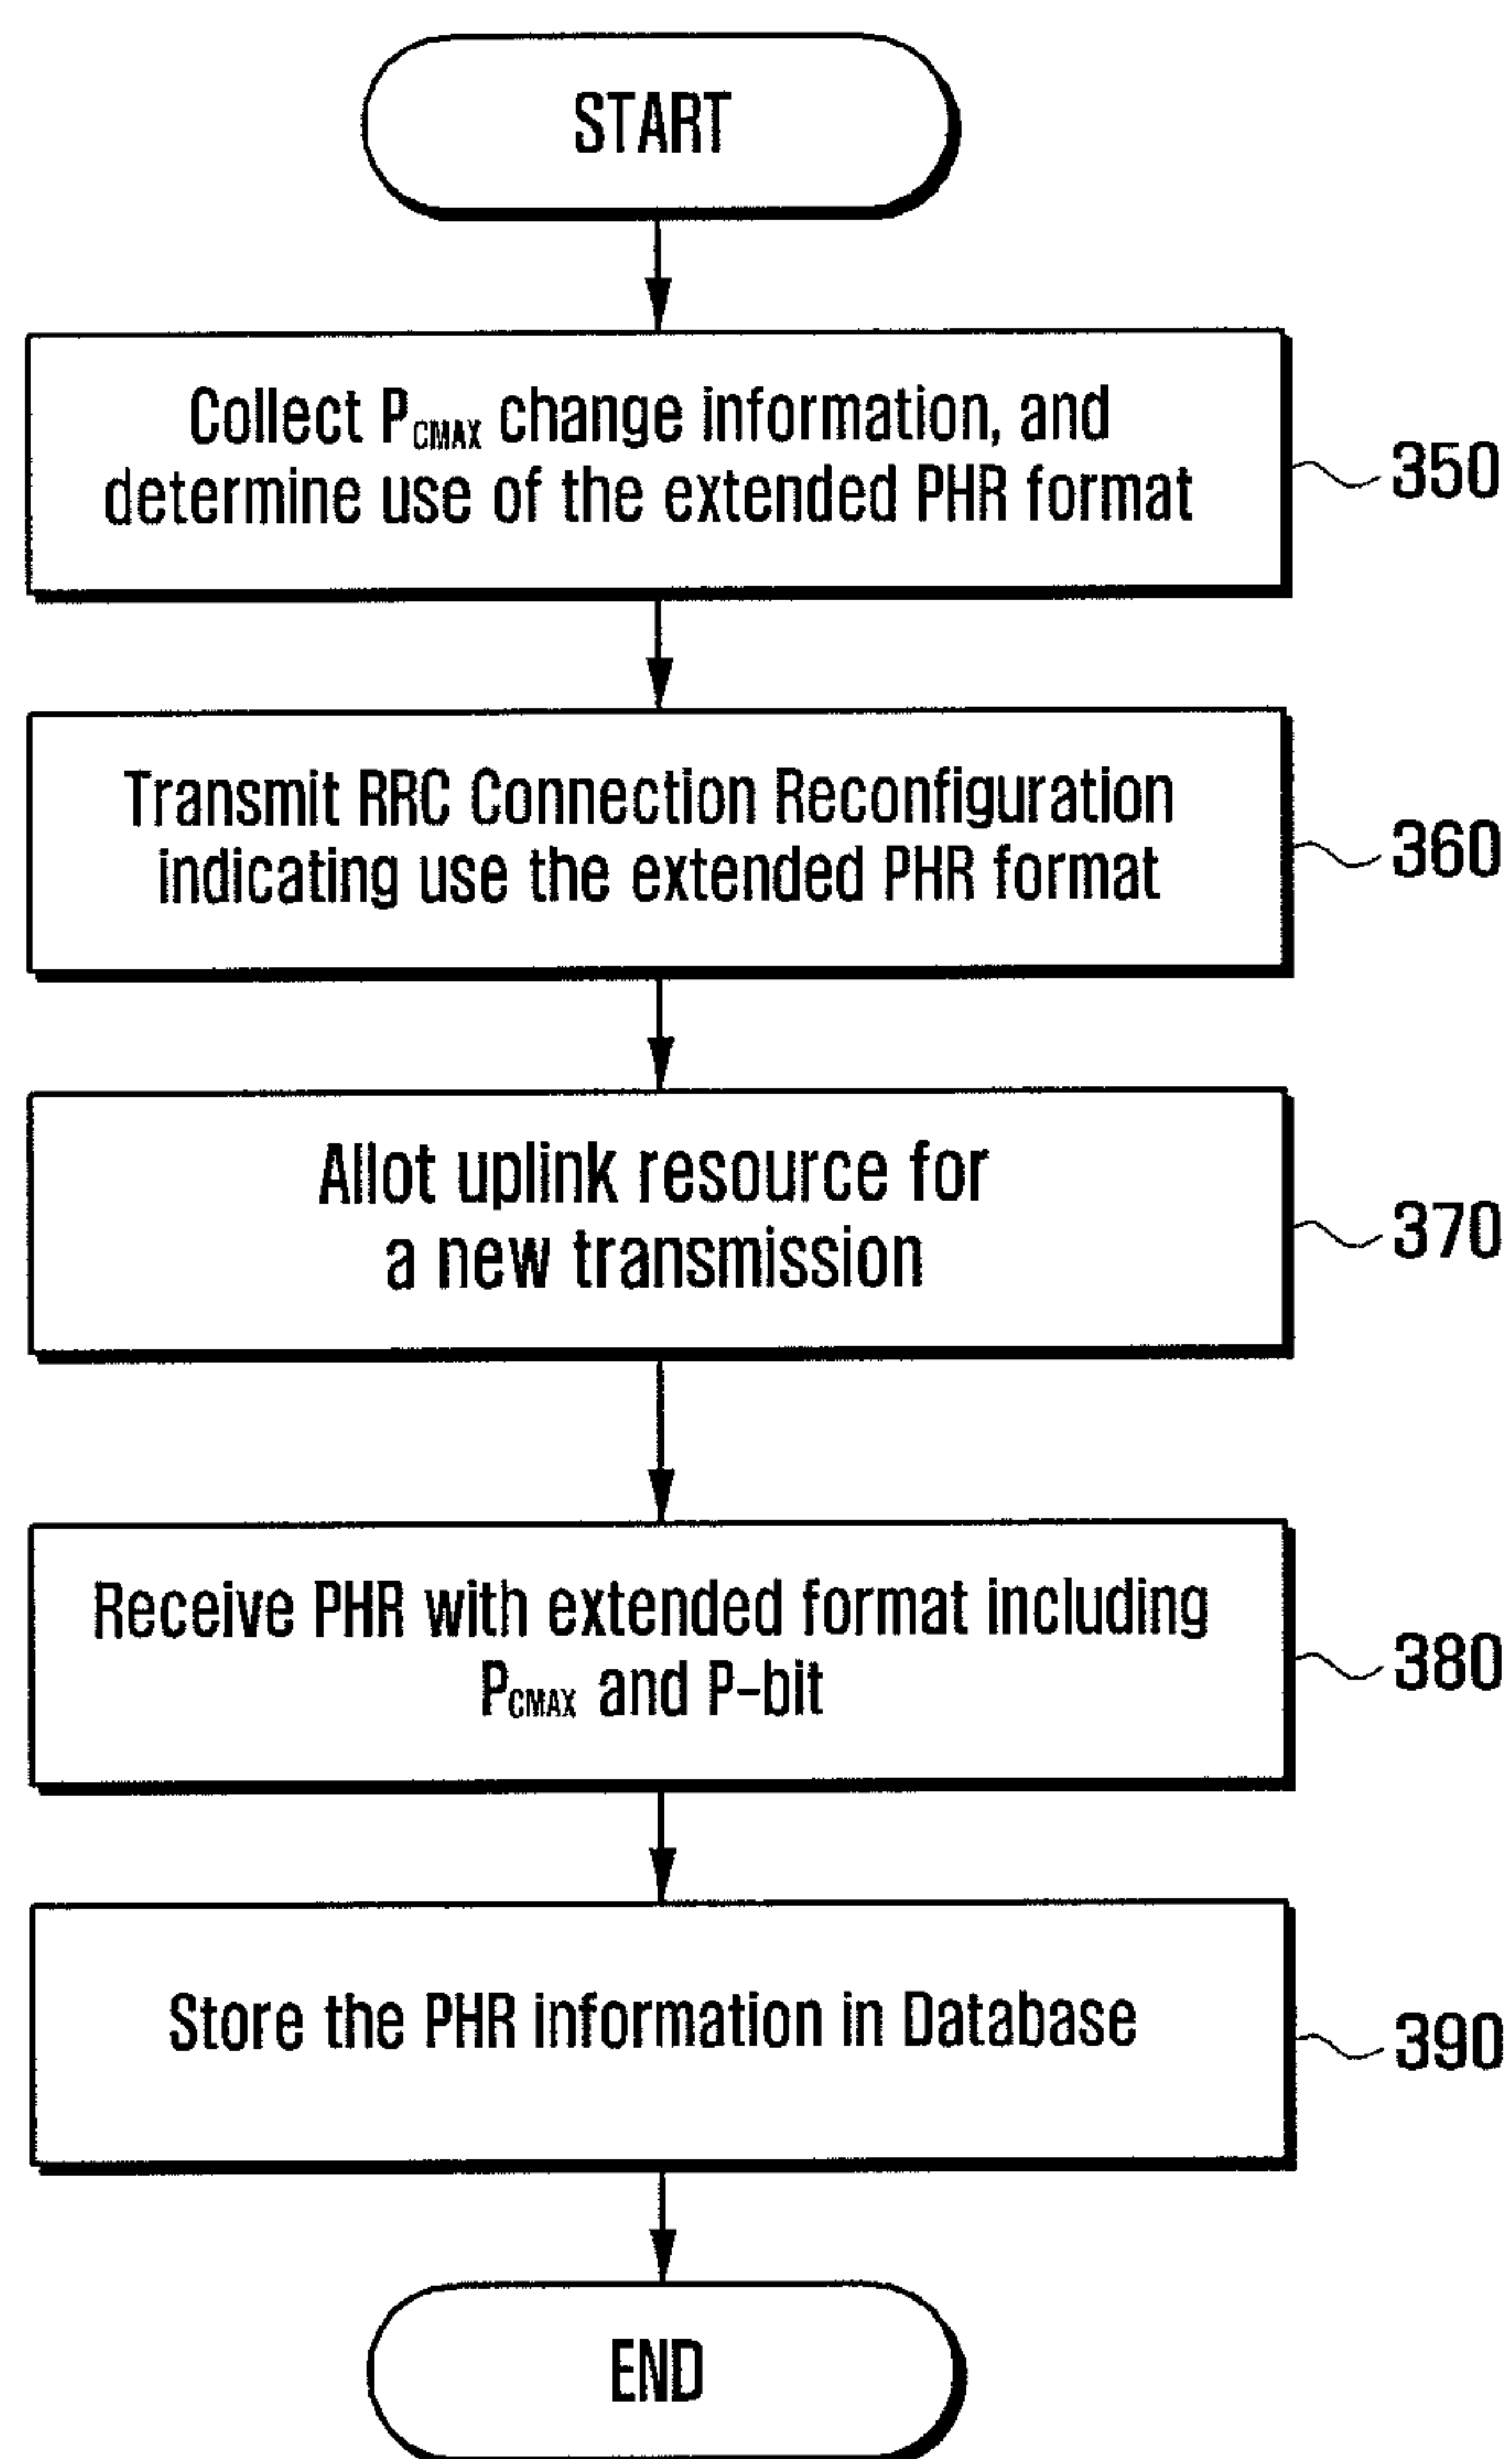 START
Collect PCMAX change information, and
determine use of the extended PHR format
350
Transmit RRC Connection Reconfiguration
indicating use the extended PHR format
360
Allot uplink resource for
a new transmission
370
Receive PHR with extended format including
PCMAX and P-bit
380
Store the PHR information in Database
390
END